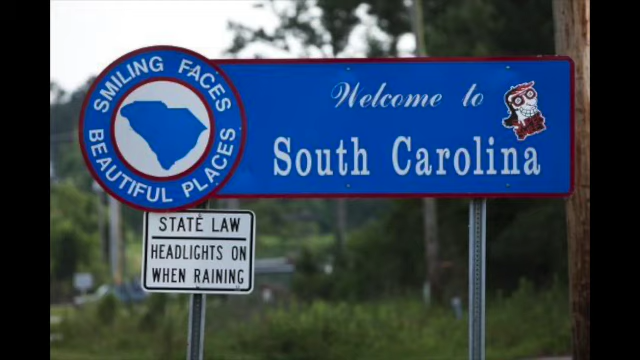 SMILING FACES
BEAUTIFUL PLACES
Welcome to
South Carolina
STATE LAW
HEADLIGHTS ON
WHEN RAINING